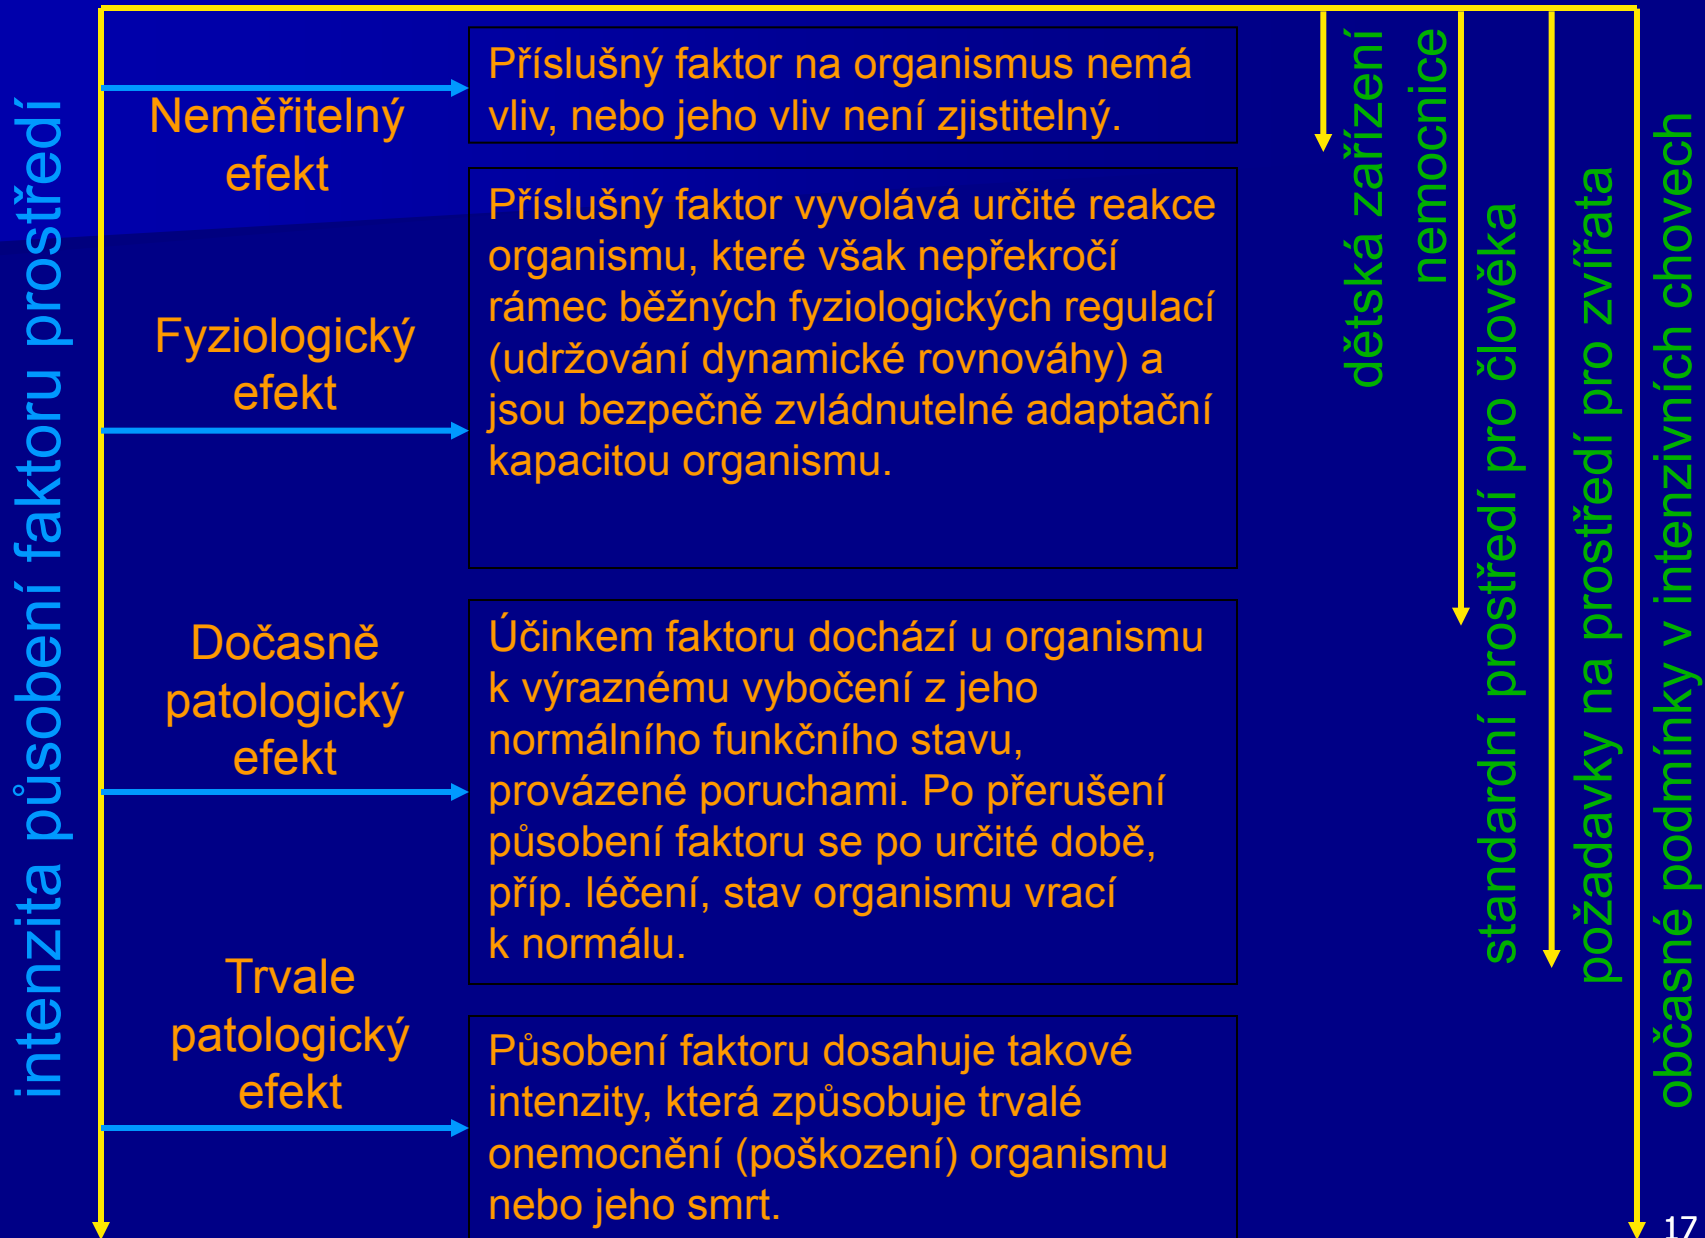 intenzita působení faktoru prostředí
Neměřitelný
efekt
Příslušný faktor na organismus nemá
vliv, nebo jeho vliv není zjistitelný.
Fyziologický
efekt
Příslušný faktor vyvolává určité reakce
organismu, které však nepřekročí
rámec běžných fyziologických regulací
(udržování dynamické rovnováhy) a
jsou bezpečně zvládnutelné adaptační
kapacitou organismu.
Dočasně
patologický
efekt
Účinkem faktoru dochází u organismu
k výraznému vybočení z jeho
normálního funkčního stavu,
provázené poruchami. Po přerušení
působení faktoru se po určité době,
příp. léčení, stav organismu vrací
k normálu.
Trvale
patologický
efekt
Působení faktoru dosahuje takové
intenzity, která způsobuje trvalé
onemocnění (poškození) organismu
nebo jeho smrt.
dětská zařízení
nemocnice
standardní prostředí pro člověka
požadavky na prostředí pro zvířata
občasné podmínky v intenzivních chovech
17